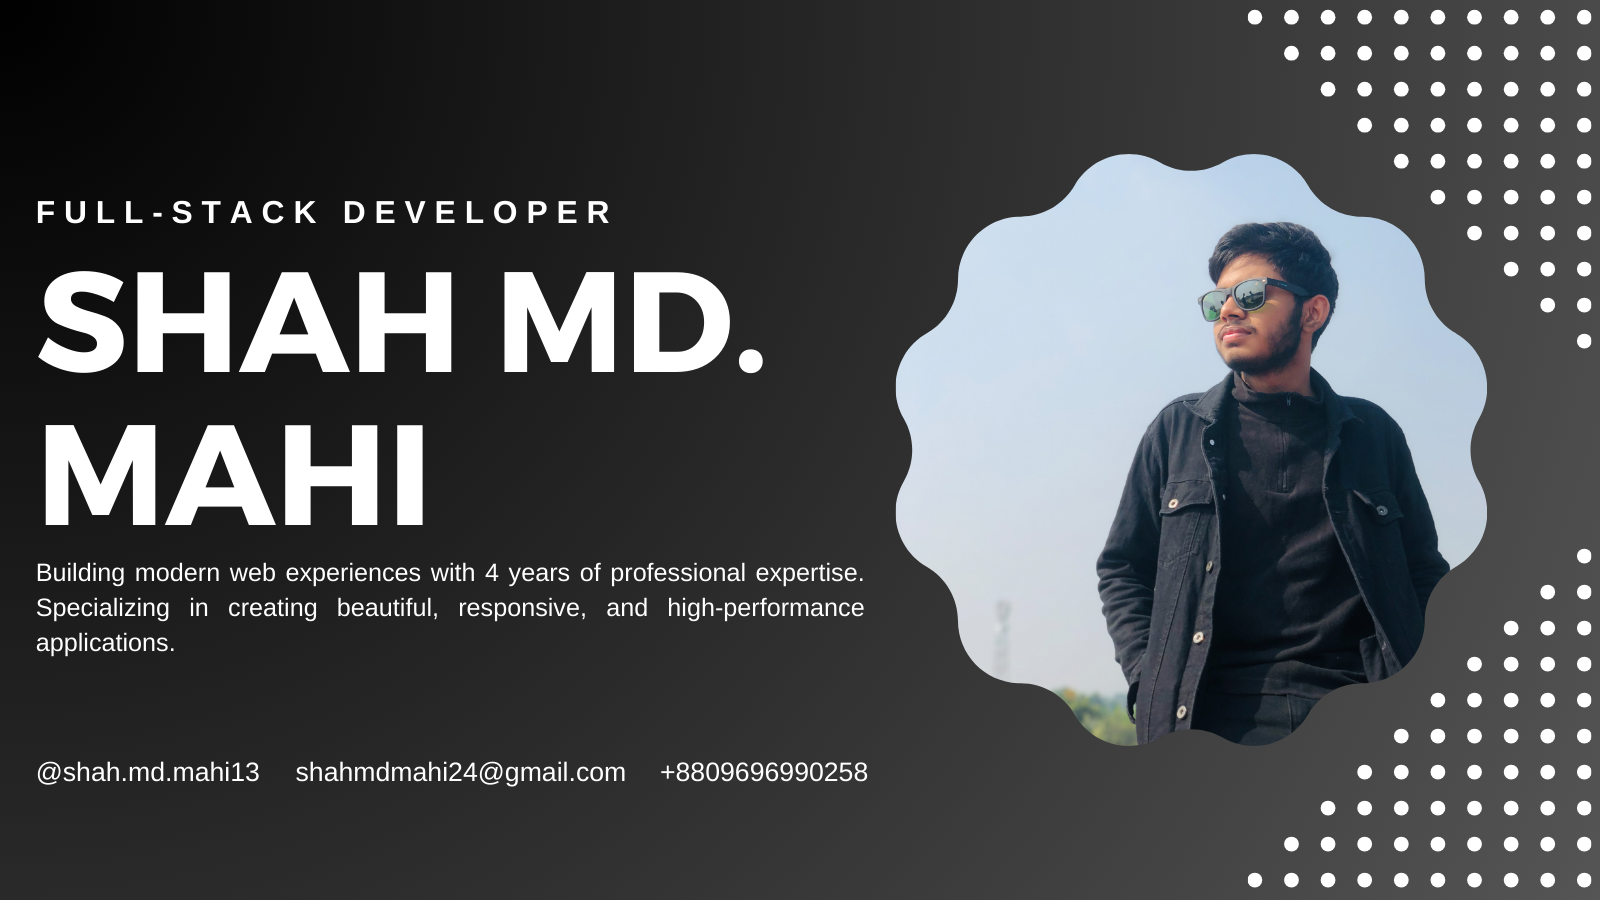 FULL-STACK DEVELOPER
SHAH MD.
MAHI
Building modern web experiences with 4 years of professional expertise.
Specializing in creating beautiful, responsive, and high-performance
applications.
@shah.md.mahi13 shahmdmahi24@gmail.com +8809696990258